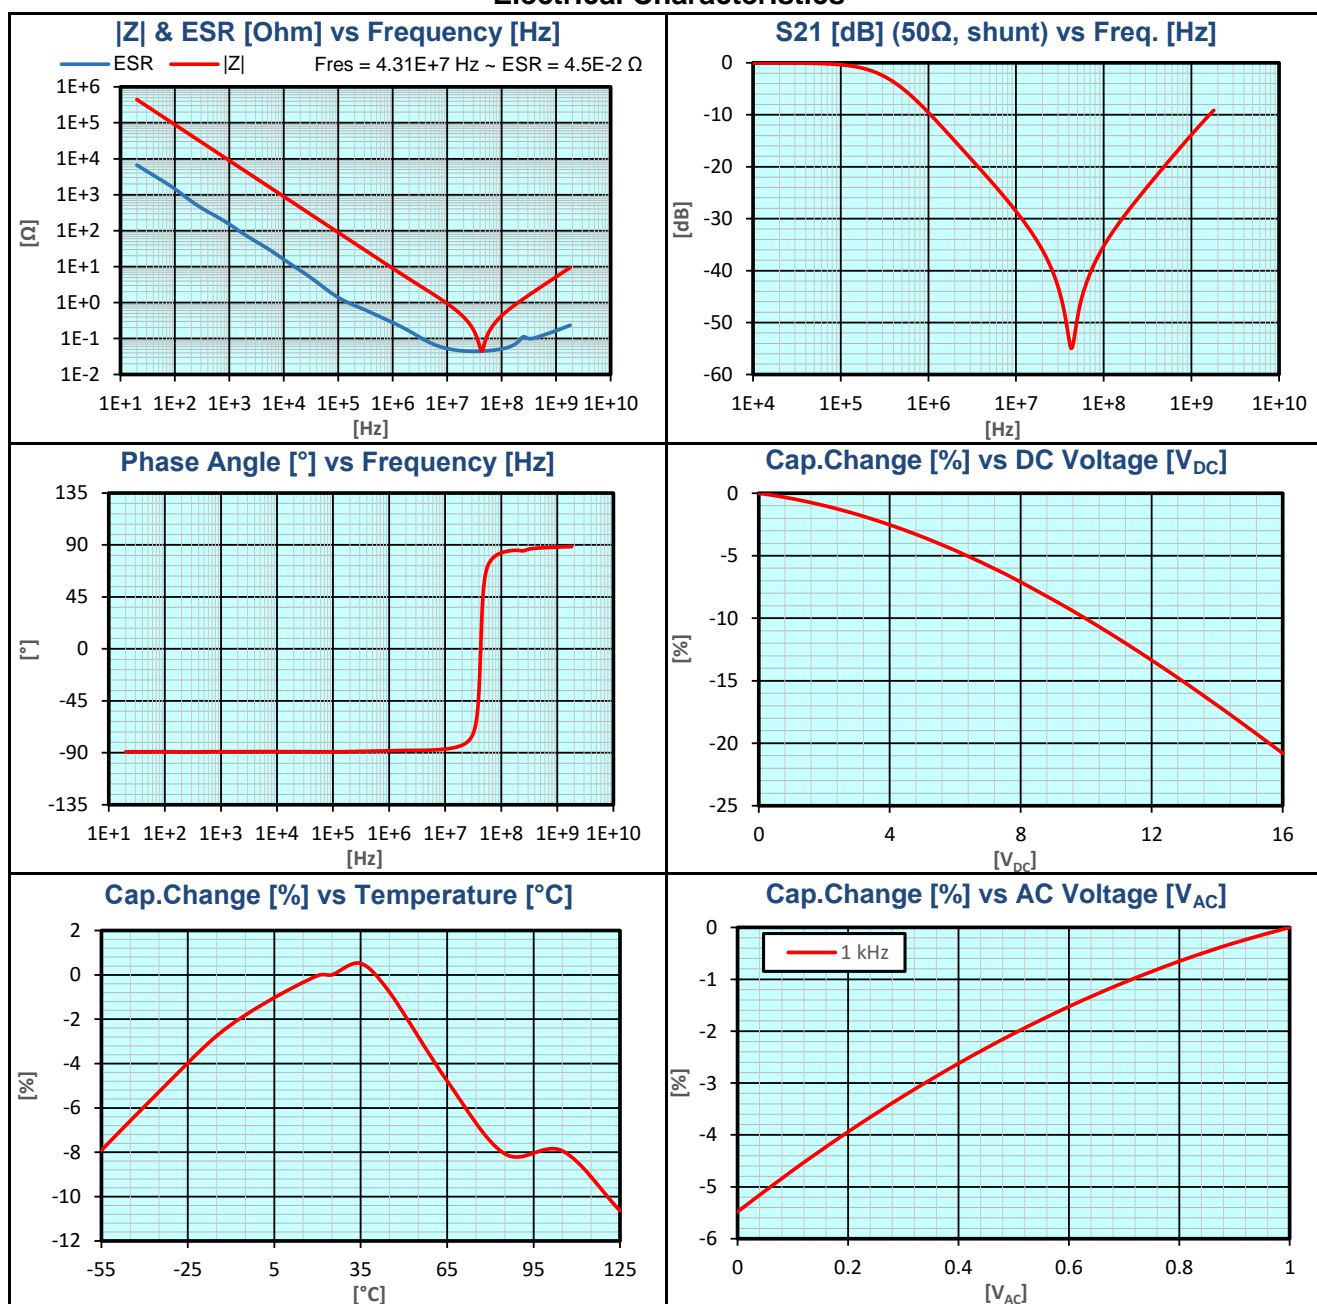 Electrical Characteristics
|Z| & ESR [Ohm] vs Frequency [Hz]
ESR |Z| Fres = 4.31E+7 Hz ~ ESR = 4.5E-2 Ω
1E+6
1E+5
1E+4
1E+3
1E+2
1E+1
1E+0
1E-1
1E-2
[Ω]
1E+1 1E+2 1E+3 1E+4 1E+5 1E+6 1E+7 1E+8 1E+9 1E+10
[Hz]
S21 [dB] (50Ω, shunt) vs Freq. [Hz]
0
-10
-20
-30
-40
-50
-60
[dB]
1E+4 1E+5 1E+6 1E+7 1E+8 1E+9 1E+10
[Hz]
Phase Angle [°] vs Frequency [Hz]
135
90
45
0
-45
-90
-135
[°]
1E+1 1E+2 1E+3 1E+4 1E+5 1E+6 1E+7 1E+8 1E+9 1E+10
[Hz]
Cap.Change [%] vs DC Voltage [VDC]
0
-5
-10
-15
-20
-25
[%]
0 4 8 12 16
[VDC]
Cap.Change [%] vs Temperature [°C]
2
0
-2
-4
-6
-8
-10
-12
[%]
-55 -25 5 35 65 95 125
[°C]
Cap.Change [%] vs AC Voltage [VAC]
1 kHz
0
-1
-2
-3
-4
-5
-6
[%]
0 0.2 0.4 0.6 0.8 1
[VAC]